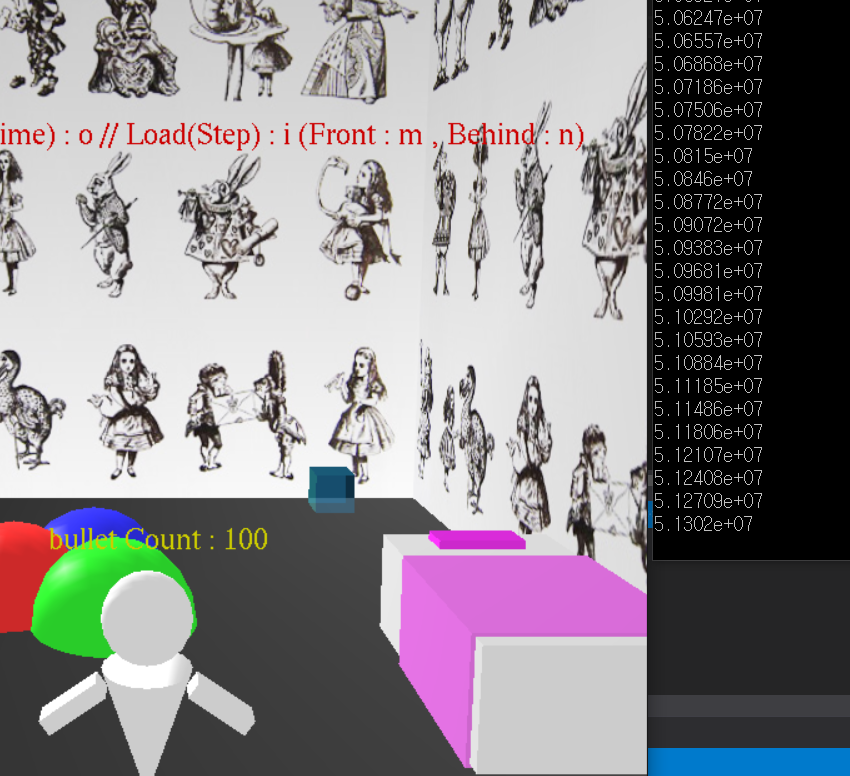 ime) : o // Load(Step) : i (Front : m , Behind : n)
bullet Count : 100
5.06247e+07
5.06557e+07
5.06868e+07
5.07186e+07
5.07506e+07
5.07822e+07
5.0815e+07
5.0846e+07
5.08772e+07
5.09072e+07
5.09383e+07
5.09681e+07
5.09981e+07
5.10292e+07
5.10593e+07
5.10884e+07
5.11185e+07
5.11486e+07
5.11806e+07
5.12107e+07
5.12408e+07
5.12709e+07
5.1302e+07